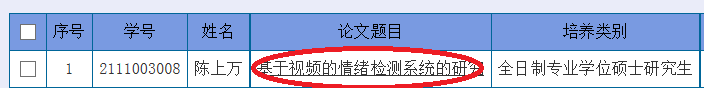 序号 学号 姓名 论文题目 培养类别
1 2111003008 陈上万 基于视频的情绪检测系统的研究 全日制专业学位硕士研究生